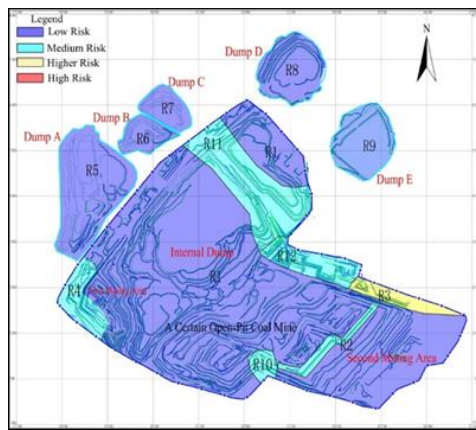 Legend
Low Risk
Medium Risk
Higher Risk
High Risk
N
Dump D
R8
Dump C
R7
Dump B
R6
Dump A
R5
R11
R1
R9
Dump E
Internal Dump
R12
R1
R4
R3
A Certain Open-Pit Coal Mine
R2
Second Mining Area
R10